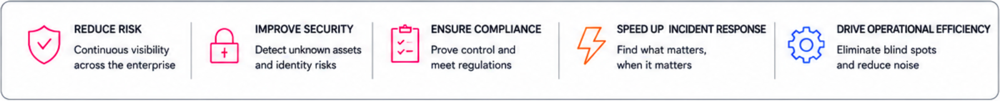 REDUCE RISK
Continuous visibility
across the enterprise
IMPROVE SECURITY
Detect unknown assets
and identity risks
ENSURE COMPLIANCE
Prove control and
meet regulations
SPEED UP  INCIDENT RESPONSE
Find what matters,
when it matters
DRIVE OPERATIONAL EFFICIENCY
Eliminate blind spots
and reduce noise